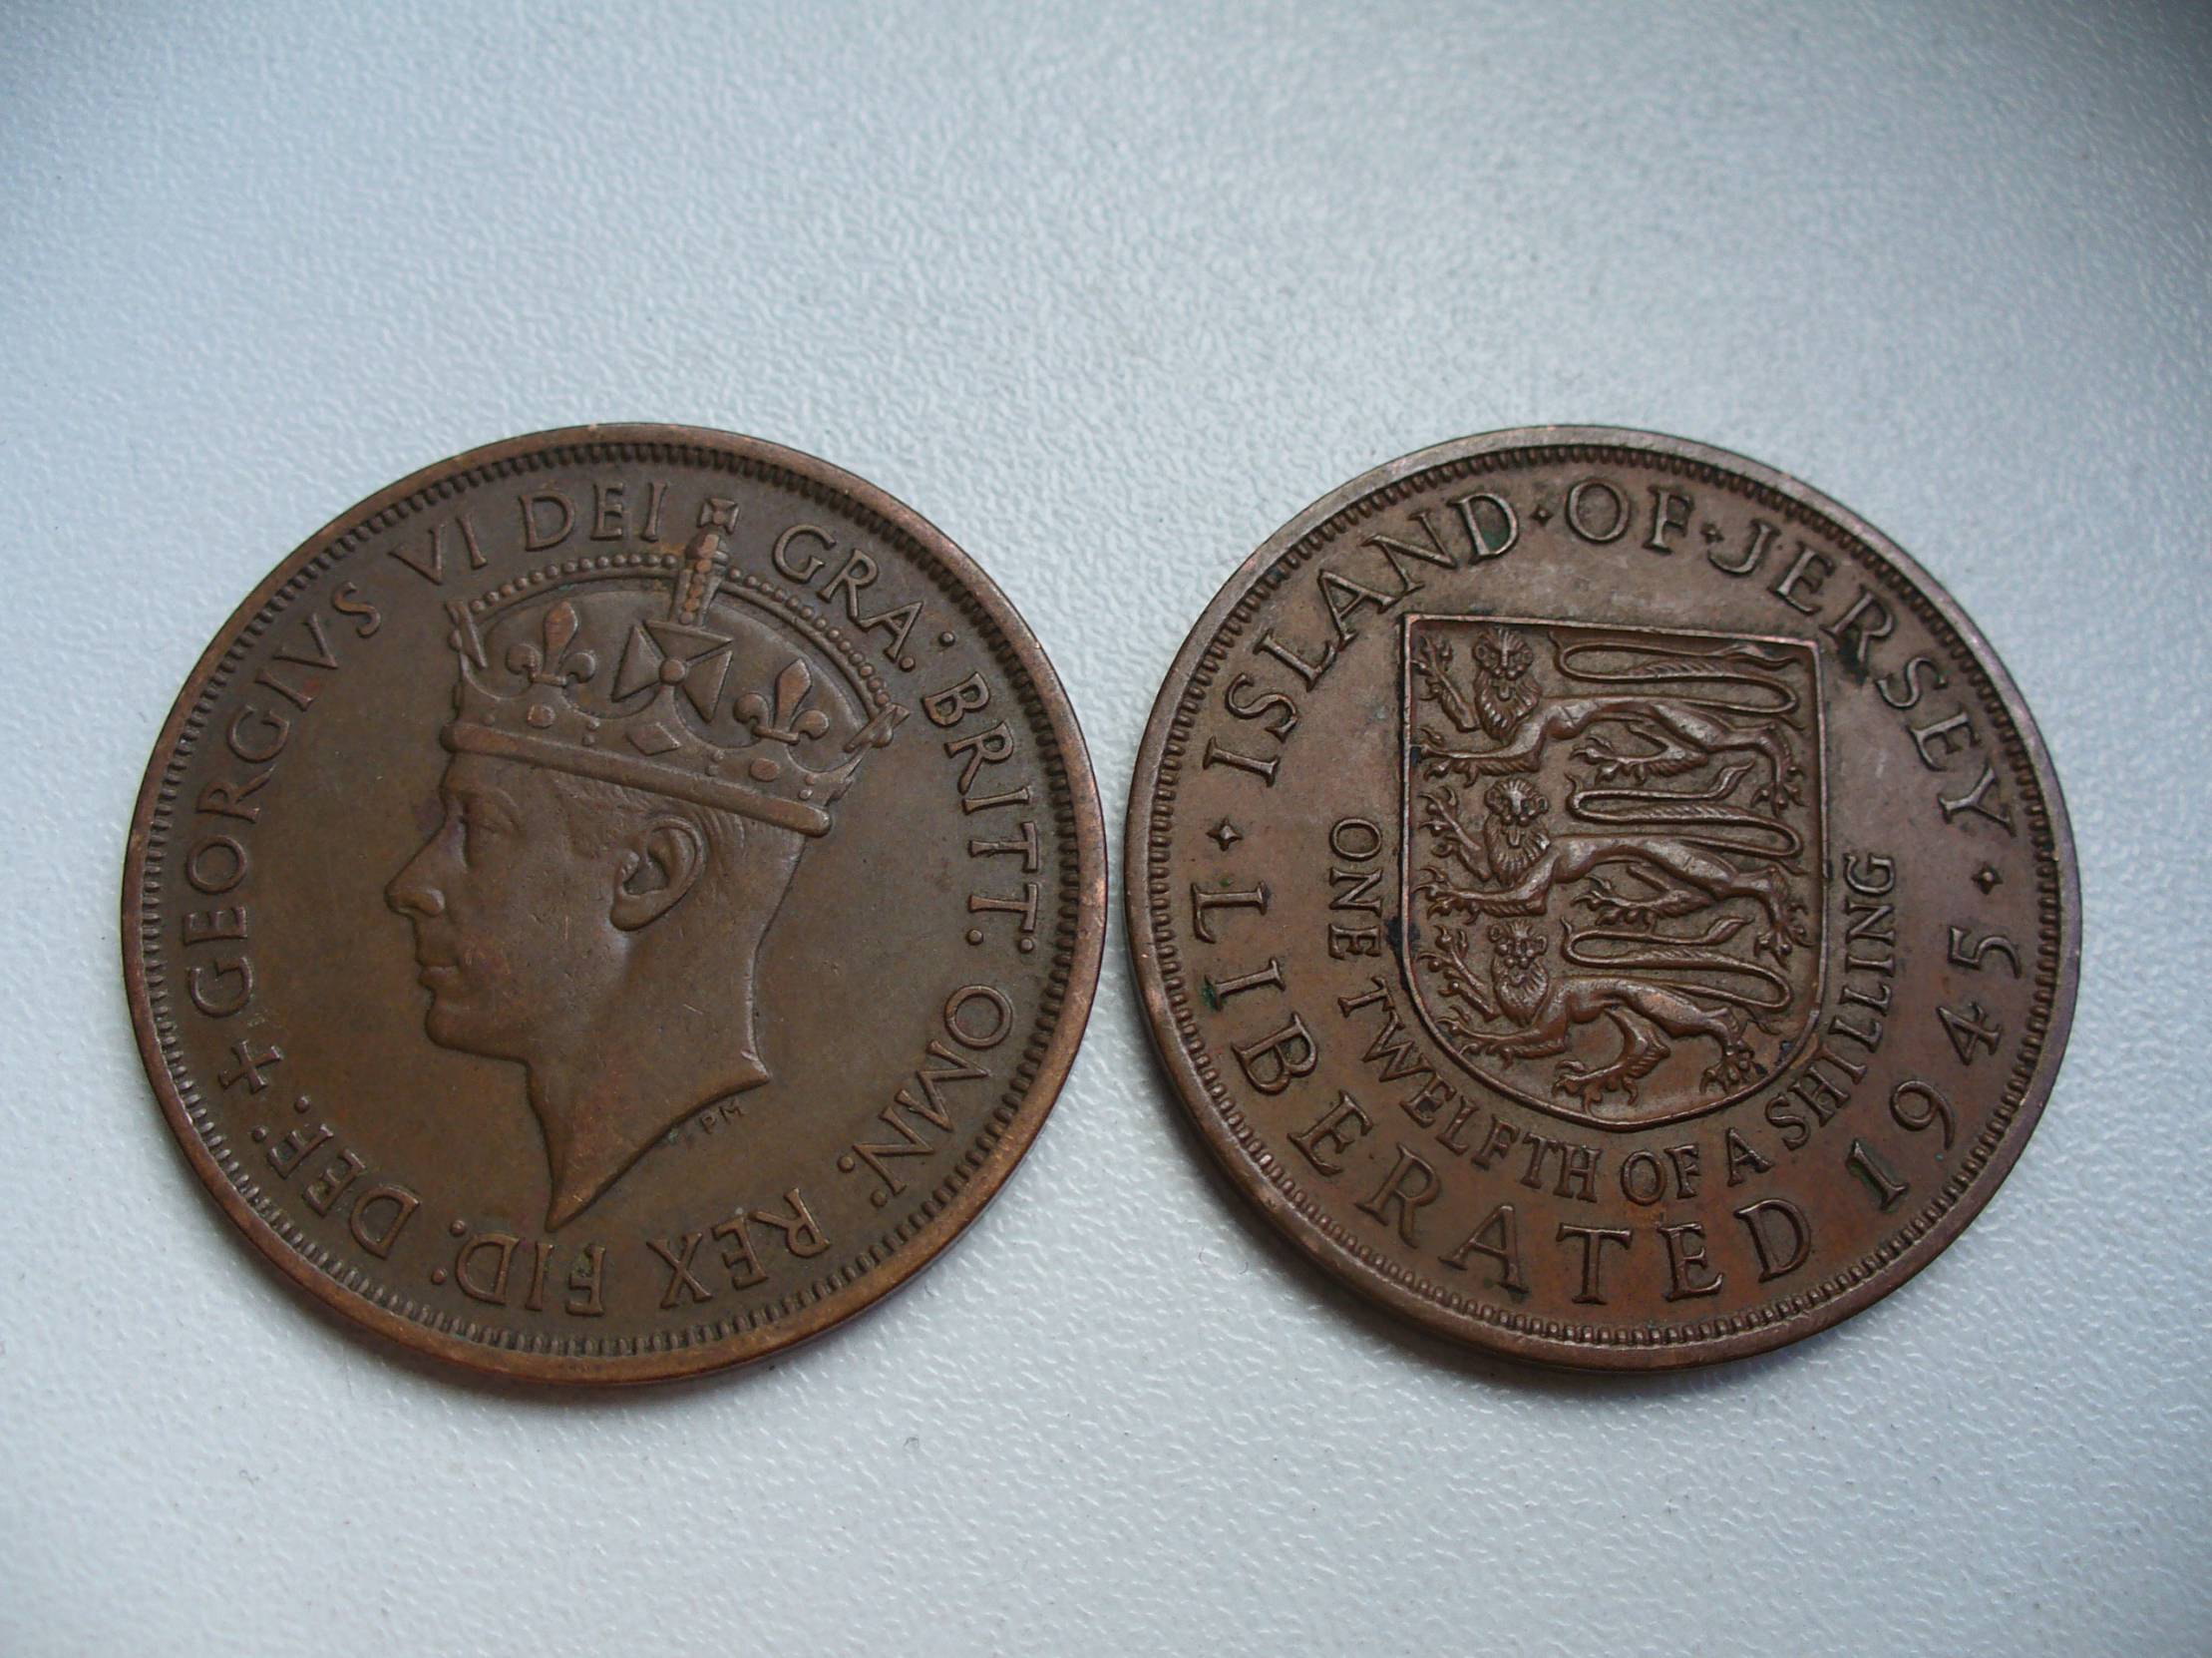 + GEORGIVS VI DEI GRA: BRITT: OMN: REX FID: DEF:
PM
· ISLAND · OF · JERSEY ·
LIBERATED 1945
ONE TWELFTH OF A SHILLING